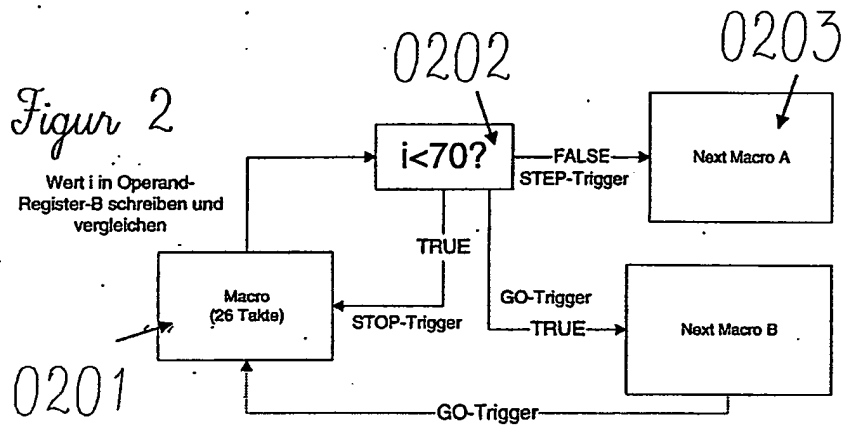 Figur 2
0202
0203
i<70?
FALSE
STEP-Trigger
Next Macro A
Wert i in Operand-
Register-B schreiben und
vergleichen
TRUE
Macro
(26 Takte)
STOP-Trigger
GO-Trigger
TRUE
Next Macro B
0201
GO-Trigger